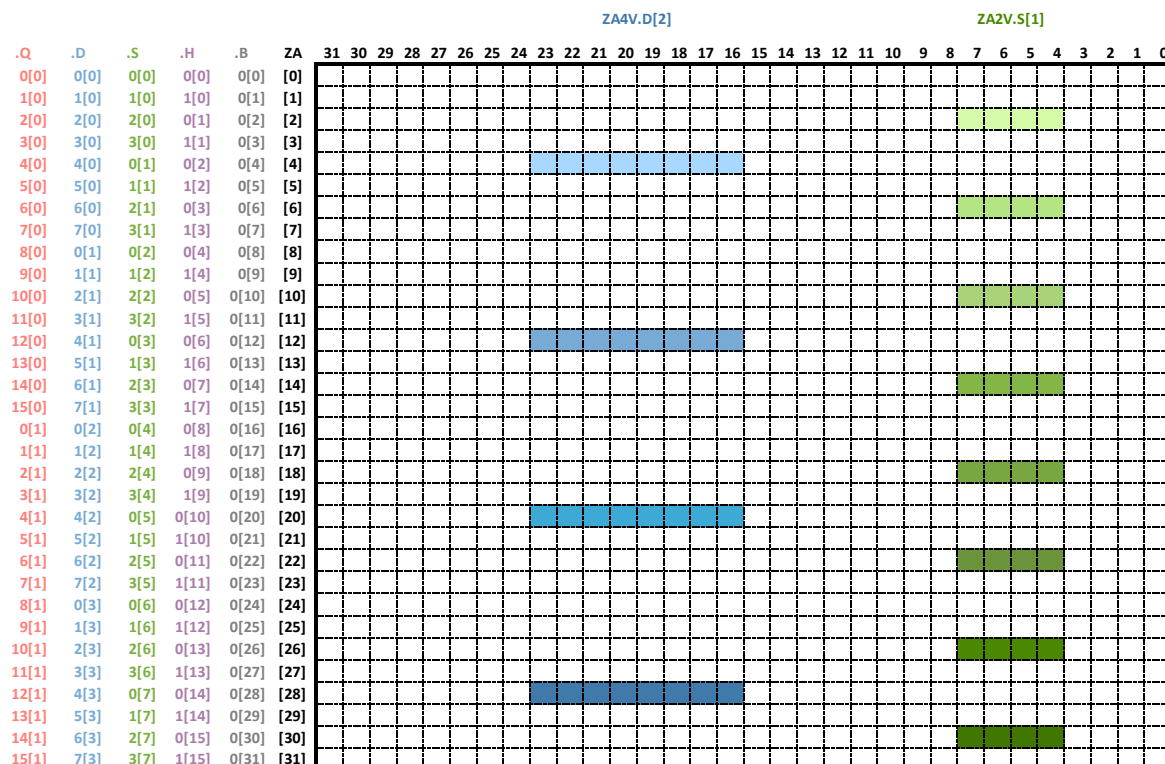 ZA4V.D[2] ZA2V.S[1]
.Q .D .S .H .B ZA 31 30 29 28 27 26 25 24 23 22 21 20 19 18 17 16 15 14 13 12 11 10 9 8 7 6 5 4 3 2 1 0
0[0] 0[0] 0[0] 0[0] 0[0] [0]
1[0] 1[0] 1[0] 1[0] 0[1] [1]
2[0] 2[0] 2[0] 0[1] 0[2] [2]
3[0] 3[0] 3[0] 1[1] 0[3] [3]
4[0] 4[0] 0[1] 0[2] 0[4] [4]
5[0] 5[0] 1[1] 1[2] 0[5] [5]
6[0] 6[0] 2[1] 0[3] 0[6] [6]
7[0] 7[0] 3[1] 1[3] 0[7] [7]
8[0] 0[1] 0[2] 0[4] 0[8] [8]
9[0] 1[1] 1[2] 1[4] 0[9] [9]
10[0] 2[1] 2[2] 0[5] 0[10] [10]
11[0] 3[1] 3[2] 1[5] 0[11] [11]
12[0] 4[1] 0[3] 0[6] 0[12] [12]
13[0] 5[1] 1[3] 1[6] 0[13] [13]
14[0] 6[1] 2[3] 0[7] 0[14] [14]
15[0] 7[1] 3[3] 1[7] 0[15] [15]
0[1] 0[2] 0[4] 0[8] 0[16] [16]
1[1] 1[2] 1[4] 1[8] 0[17] [17]
2[1] 2[2] 2[4] 0[9] 0[18] [18]
3[1] 3[2] 3[4] 1[9] 0[19] [19]
4[1] 4[2] 0[5] 0[10] 0[20] [20]
5[1] 5[2] 1[5] 1[10] 0[21] [21]
6[1] 6[2] 2[5] 0[11] 0[22] [22]
7[1] 7[2] 3[5] 1[11] 0[23] [23]
8[1] 0[3] 0[6] 0[12] 0[24] [24]
9[1] 1[3] 1[6] 1[12] 0[25] [25]
10[1] 2[3] 2[6] 0[13] 0[26] [26]
11[1] 3[3] 3[6] 1[13] 0[27] [27]
12[1] 4[3] 0[7] 0[14] 0[28] [28]
13[1] 5[3] 1[7] 1[14] 0[29] [29]
14[1] 6[3] 2[7] 0[15] 0[30] [30]
15[1] 7[3] 3[7] 1[15] 0[31] [31]